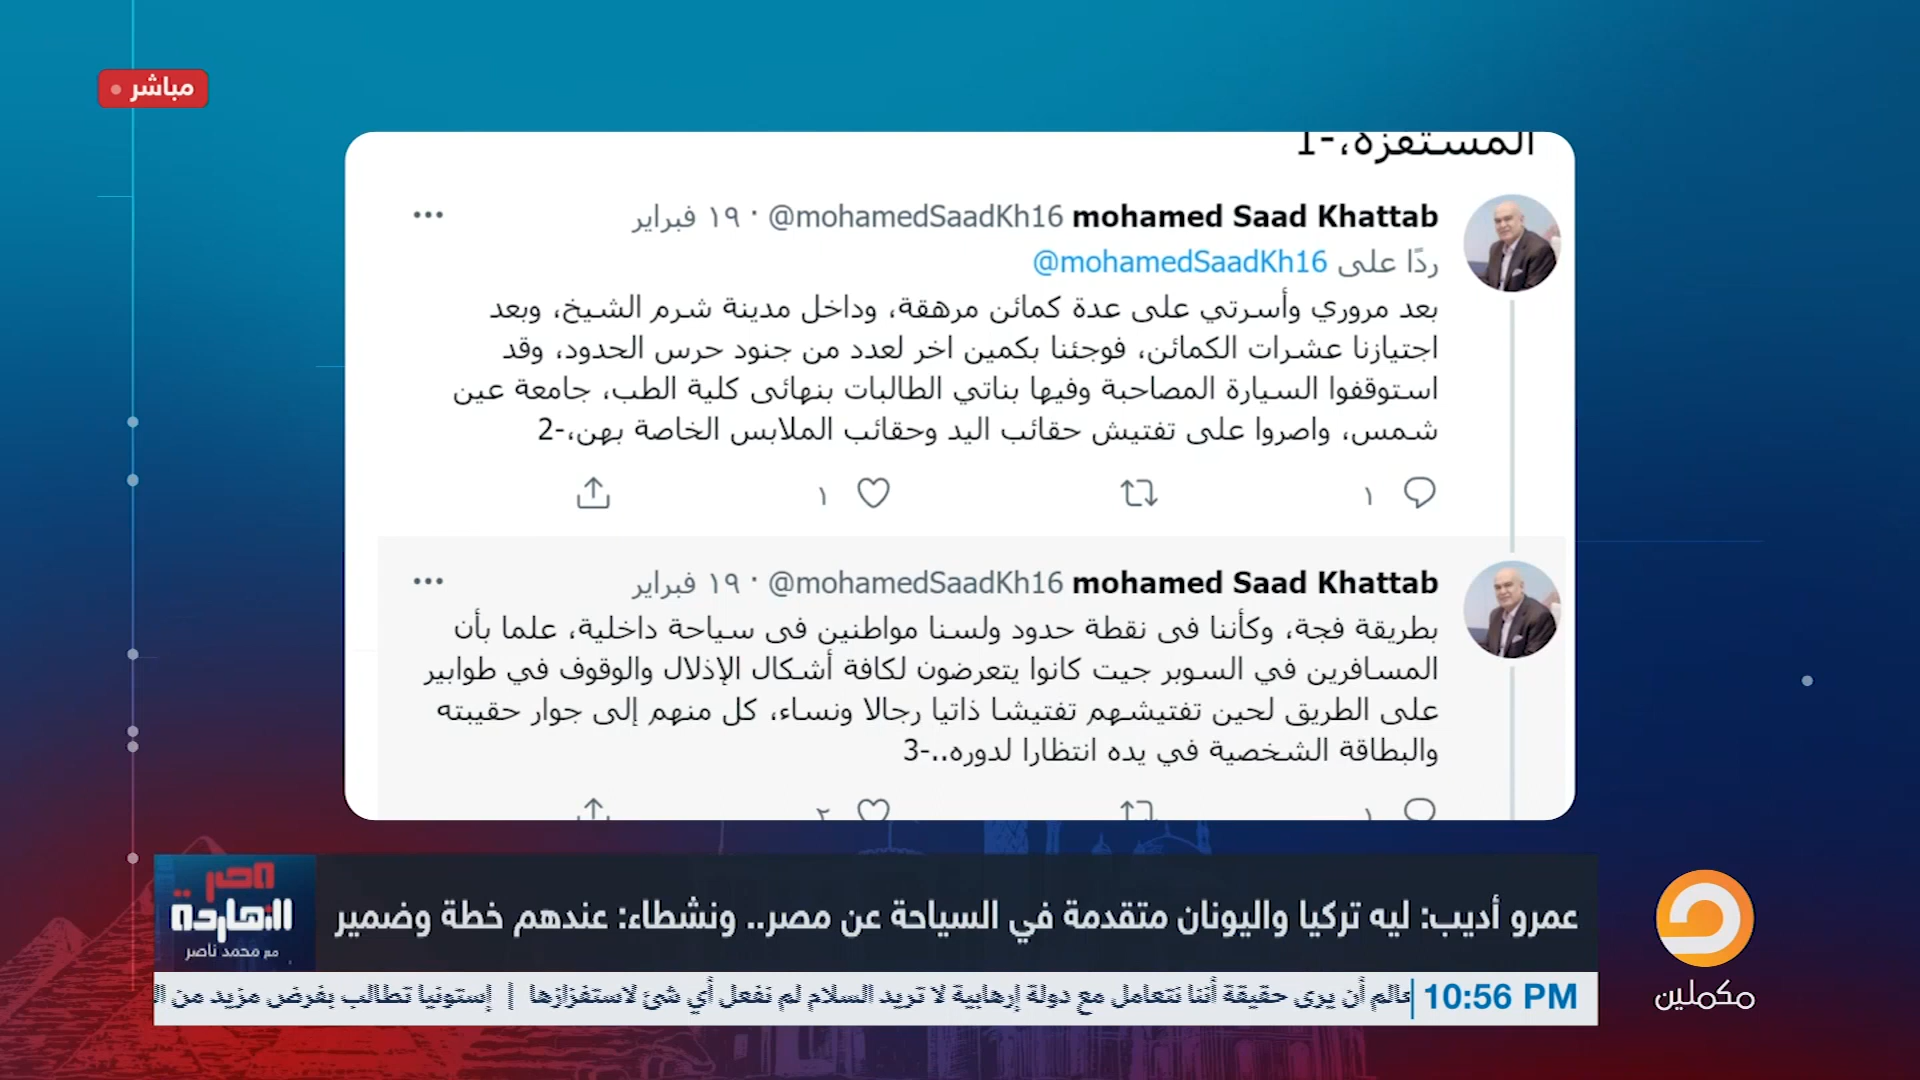 مباشر
المستفزة،-1
mohamed Saad Khattab @mohamedSaadKh16 · ١٩ فبراير
ردًا على @mohamedSaadKh16
بعد مروري وأسرتي على عدة كمائن مرهقة، وداخل مدينة شرم الشيخ، وبعد
اجتيازنا عشرات الكمائن، فوجئنا بكمين اخر لعدد من جنود حرس الحدود، وقد
استوقفوا السيارة المصاحبة وفيها بناتي الطالبات بنهائى كلية الطب، جامعة عين
شمس، واصروا على تفتيش حقائب اليد وحقائب الملابس الخاصة بهن،-2
١ ١
mohamed Saad Khattab @mohamedSaadKh16 · ١٩ فبراير
بطريقة فجة، وكأننا فى نقطة حدود ولسنا مواطنين فى سياحة داخلية، علما بأن
المسافرين في السوبر جيت كانوا يتعرضون لكافة أشكال الإذلال والوقوف في طوابير
على الطريق لحين تفتيشهم تفتيشا ذاتيا رجالا ونساء، كل منهم إلى جوار حقيبته
والبطاقة الشخصية في يده انتظارا لدوره..-3
١ ٢
مصر
النهاردة
مع محمد ناصر
عمرو أديب: ليه تركيا واليونان متقدمة في السياحة عن مصر.. ونشطاء: عندهم خطة وضمير
مكملين
10:56 PM
أن يرى حقيقة أننا نتعامل مع دولة إرهابية لا تريد السلام لم نفعل أي شئ لاستفزازها | إستونيا تطالب بفرض مزيد من